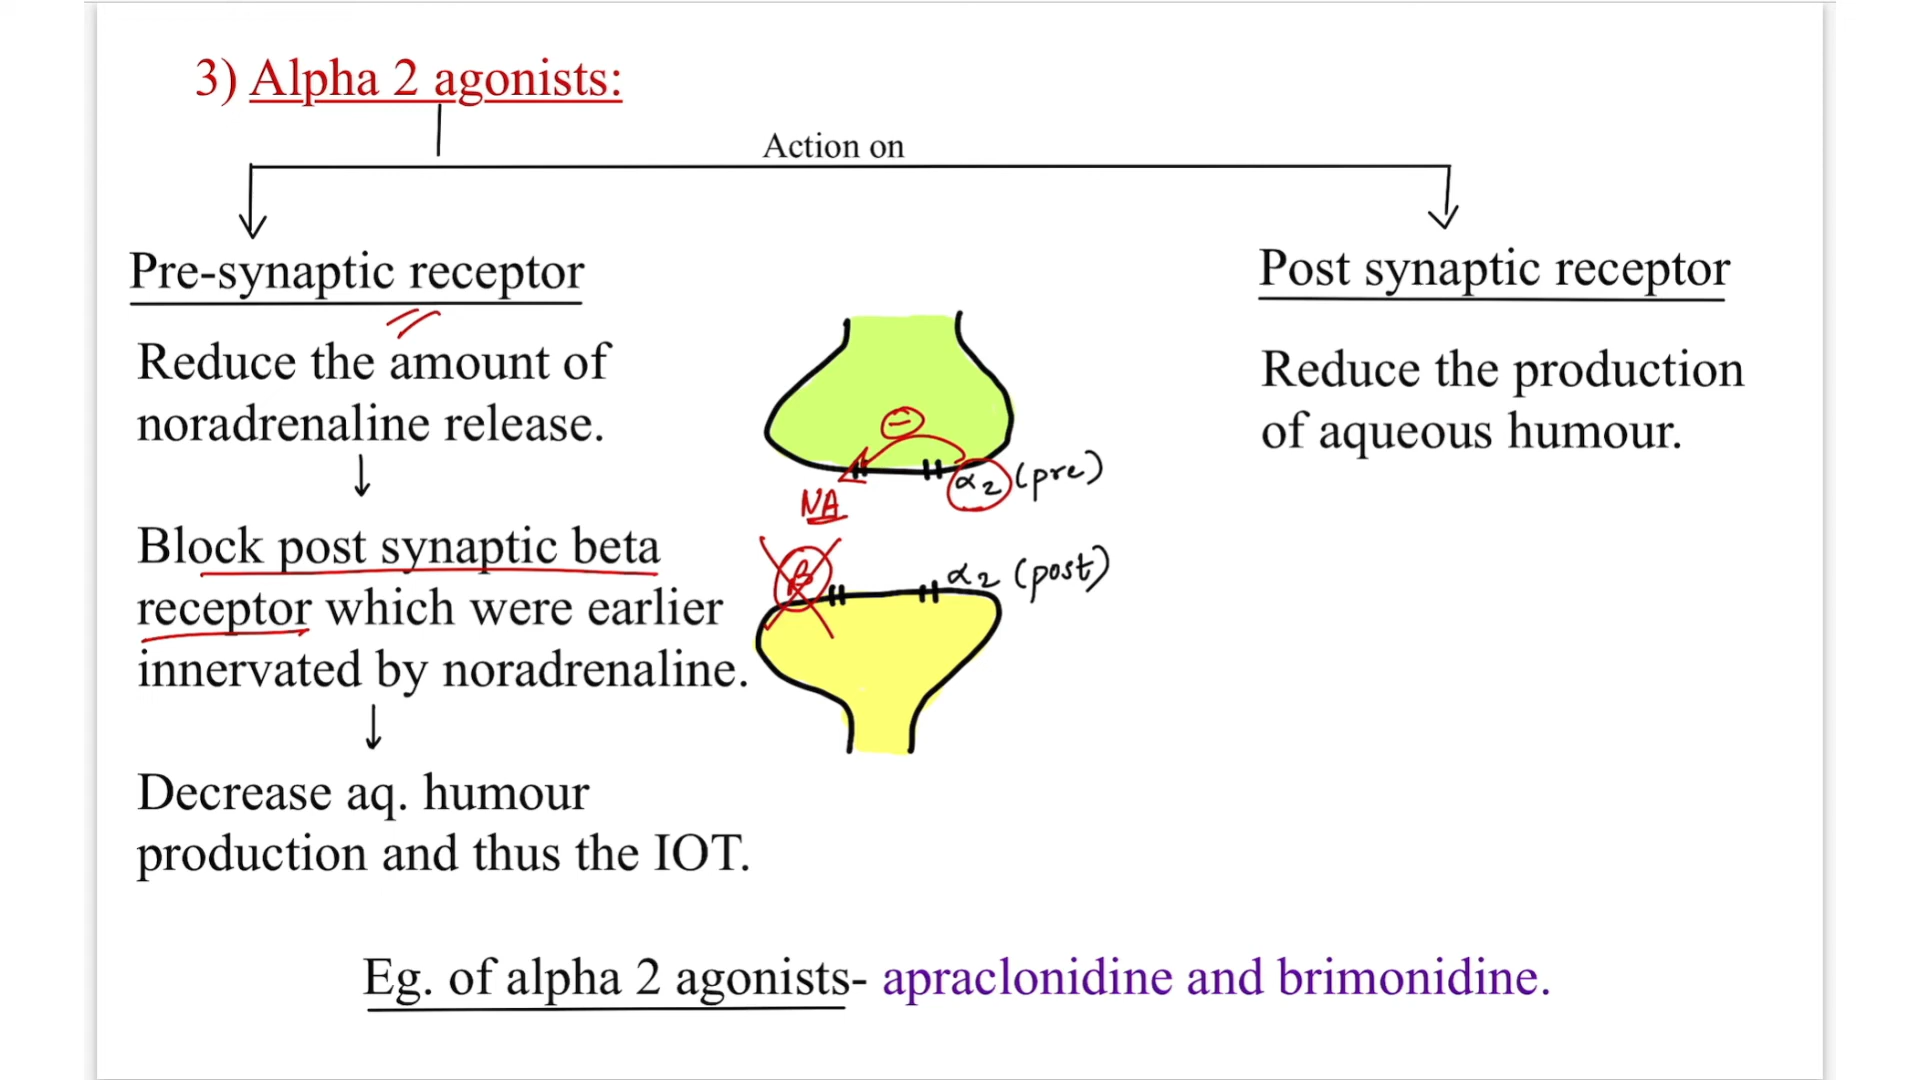 3) Alpha 2 agonists:
Action on
Pre-synaptic receptor
Reduce the amount of
noradrenaline release.
↓
Block post synaptic beta
receptor which were earlier
innervated by noradrenaline.
↓
Decrease aq. humour
production and thus the IOT.
⊖
α2 (pre)
NA
β
α2 (post)
Post synaptic receptor
Reduce the production
of aqueous humour.
Eg. of alpha 2 agonists- apraclonidine and brimonidine.